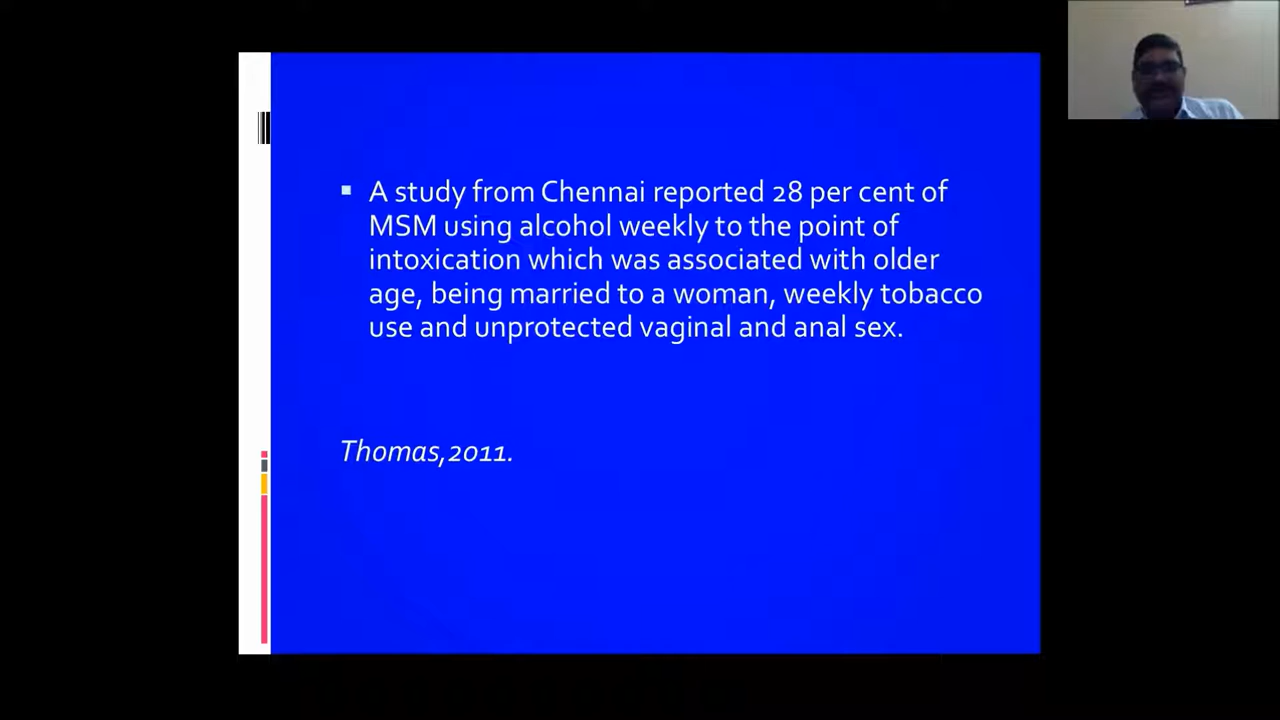 A study from Chennai reported 28 per cent of
MSM using alcohol weekly to the point of
intoxication which was associated with older
age, being married to a woman, weekly tobacco
use and unprotected vaginal and anal sex.
Thomas,2011.